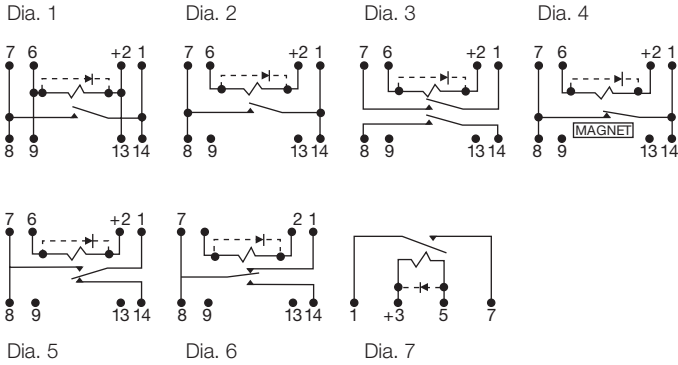 Dia. 1 Dia. 2 Dia. 3 Dia. 4
7 6 +2 1 7 6 +2 1 7 6 +2 1 7 6 +2 1
MAGNET
8 9 13 14 8 9 13 14 8 9 13 14 8 9 13 14
7 6 +2 1 7 2 1
8 9 13 14 8 9 13 14 1 +3 5 7
Dia. 5 Dia. 6 Dia. 7